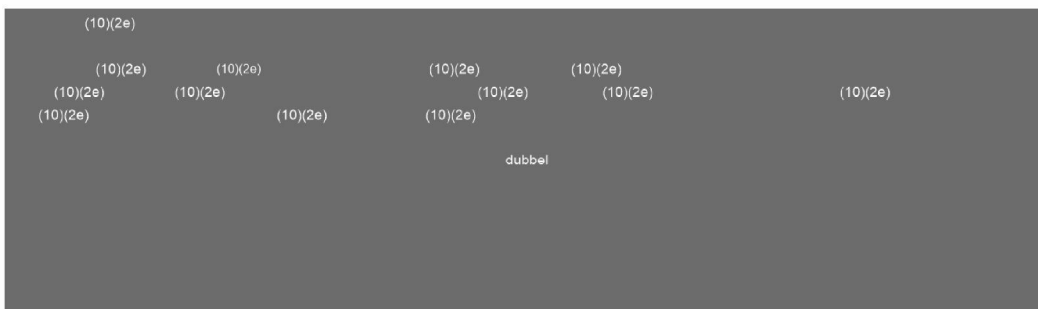 (10)(2e)
(10)(2e) (10)(2e) (10)(2e) (10)(2e)
(10)(2e) (10)(2e) (10)(2e) (10)(2e) (10)(2e)
(10)(2e) (10)(2e) (10)(2e)
dubbel